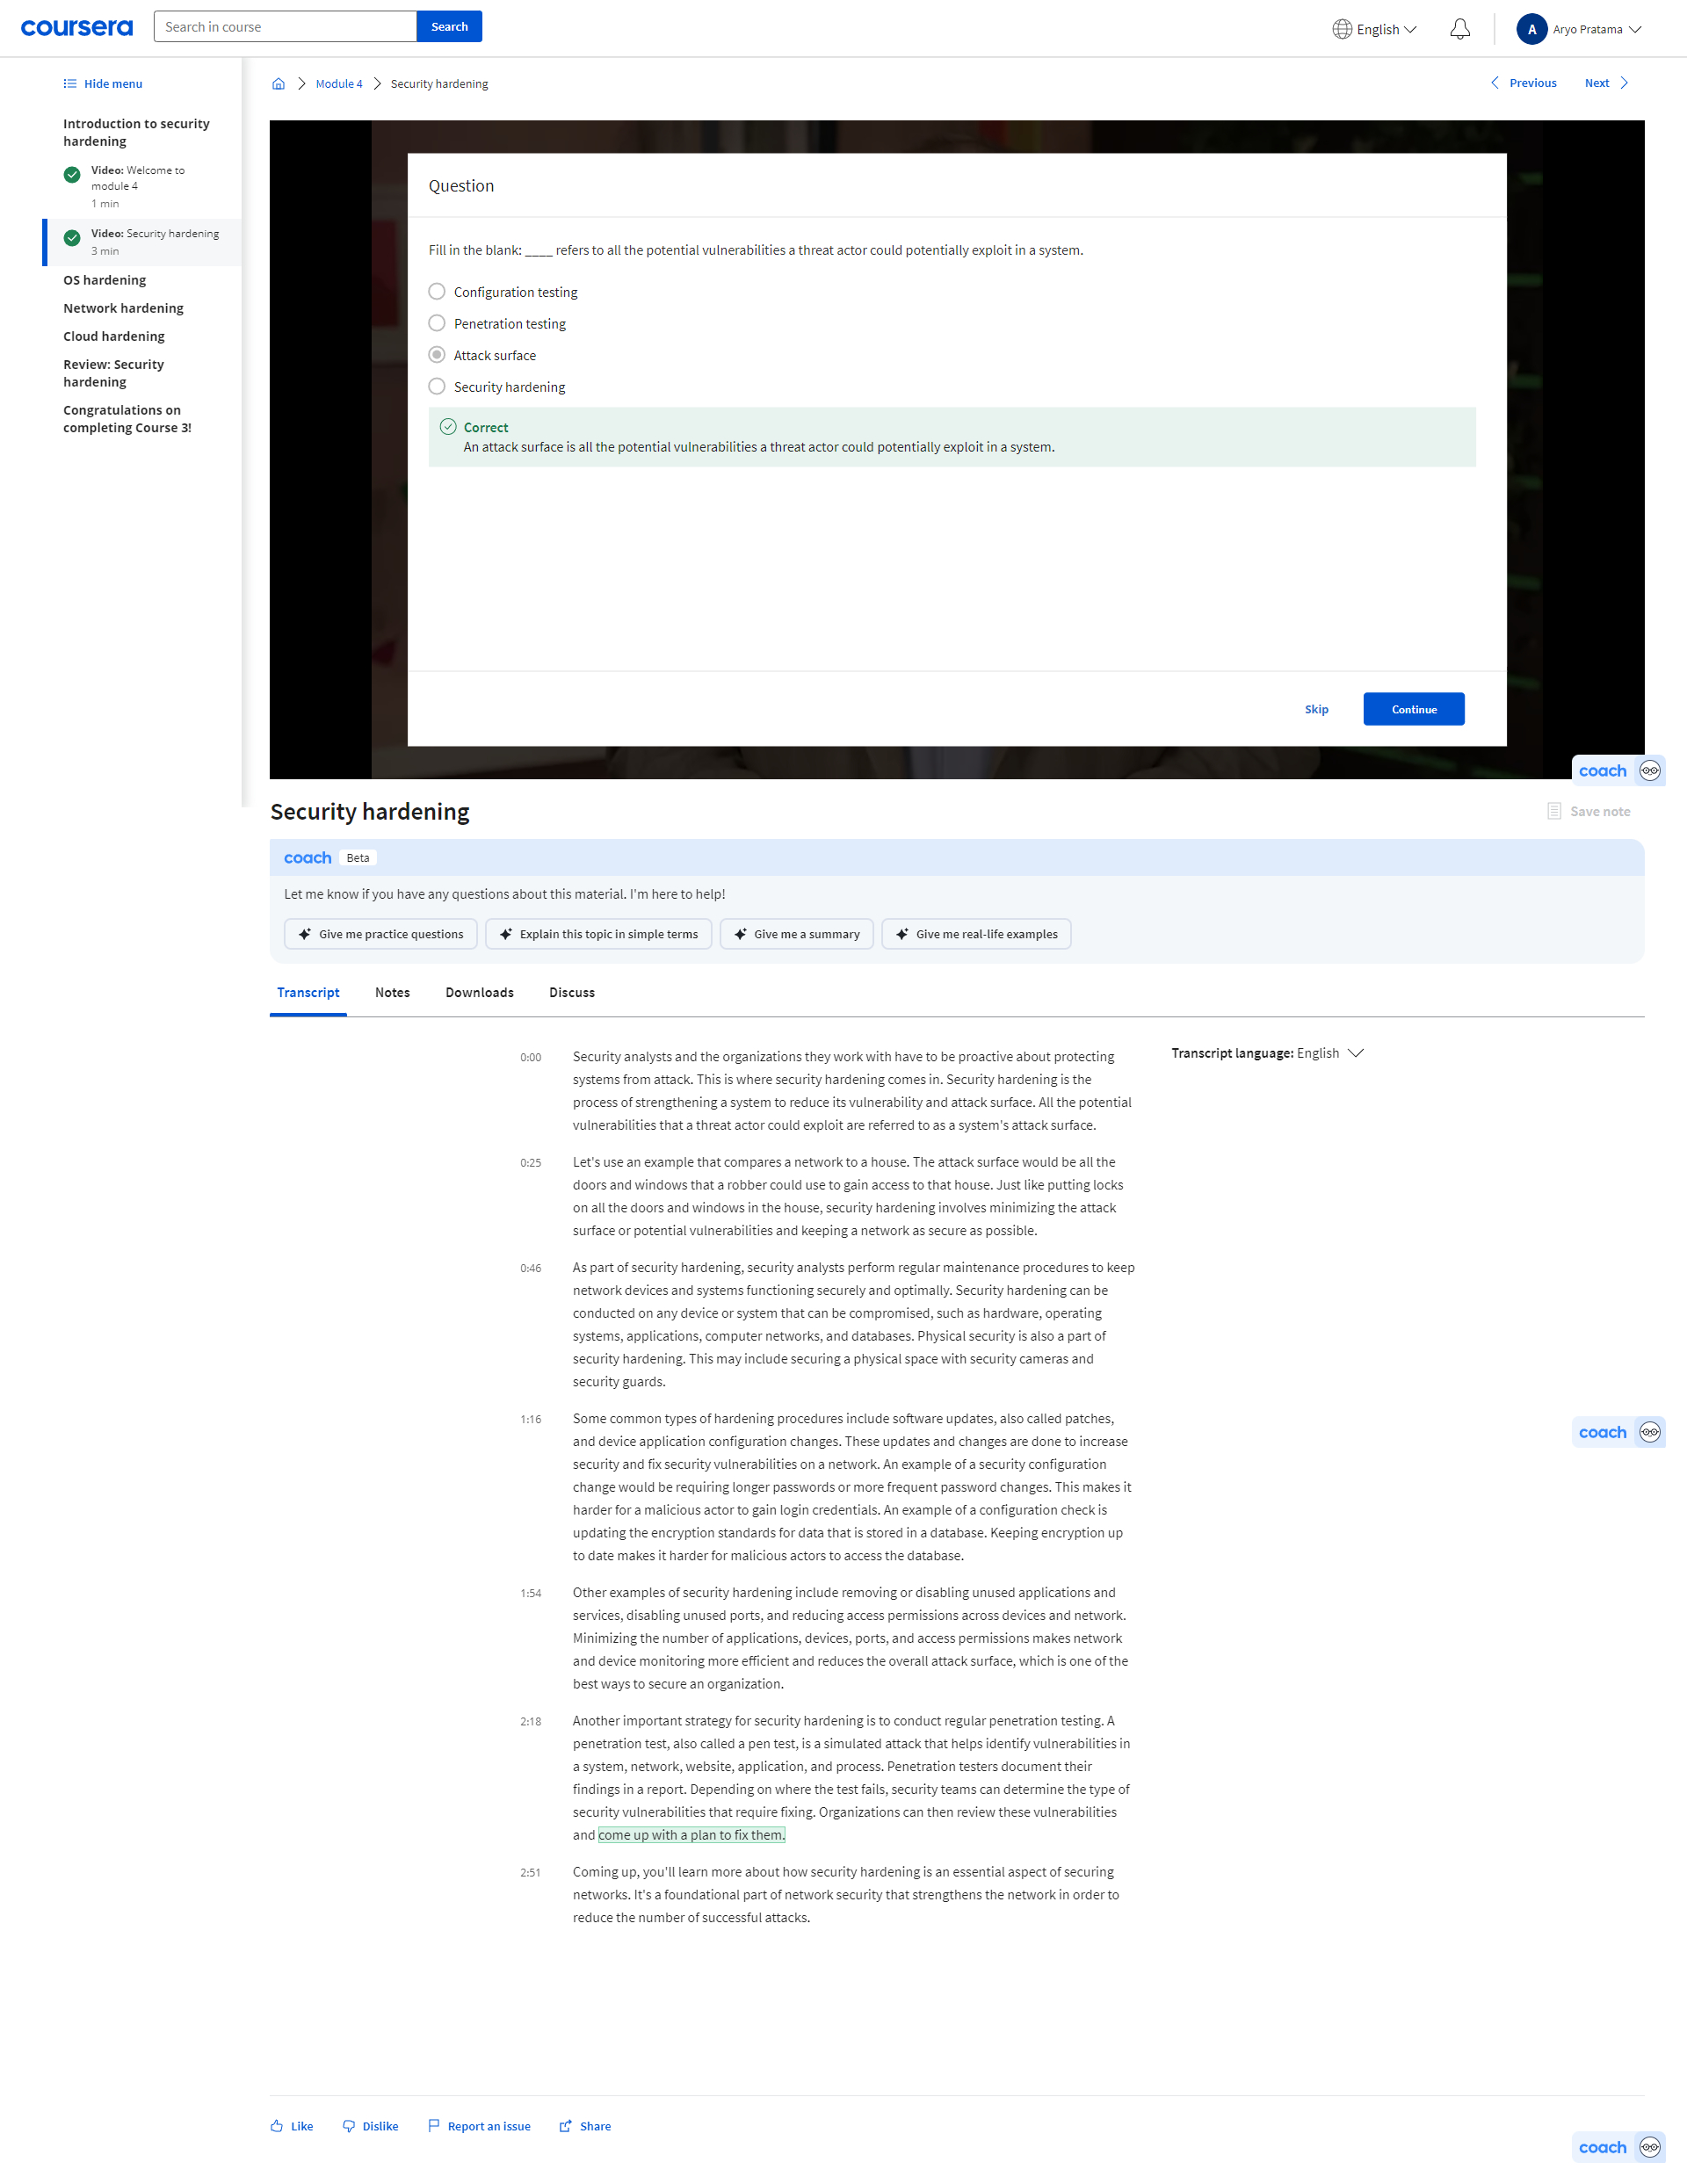 coursera
Search in course
Search
English
A
Aryo Pratama
Hide menu
Introduction to security
hardening
Video: Welcome to
module 4
1 min
Video: Security hardening
3 min
OS hardening
Network hardening
Cloud hardening
Review: Security
hardening
Congratulations on
completing Course 3!
Module 4
Security hardening
Previous
Next
Question
Fill in the blank: ____ refers to all the potential vulnerabilities a threat actor could potentially exploit in a system.
Configuration testing
Penetration testing
Attack surface
Security hardening
Correct
An attack surface is all the potential vulnerabilities a threat actor could potentially exploit in a system.
Skip
Continue
coach
Security hardening
Save note
coach
Beta
Let me know if you have any questions about this material. I'm here to help!
Give me practice questions
Explain this topic in simple terms
Give me a summary
Give me real-life examples
Transcript
Notes
Downloads
Discuss
Transcript language: English
0:00
Security analysts and the organizations they work with have to be proactive about protecting
systems from attack. This is where security hardening comes in. Security hardening is the
process of strengthening a system to reduce its vulnerability and attack surface. All the potential
vulnerabilities that a threat actor could exploit are referred to as a system's attack surface.
0:25
Let's use an example that compares a network to a house. The attack surface would be all the
doors and windows that a robber could use to gain access to that house. Just like putting locks
on all the doors and windows in the house, security hardening involves minimizing the attack
surface or potential vulnerabilities and keeping a network as secure as possible.
0:46
As part of security hardening, security analysts perform regular maintenance procedures to keep
network devices and systems functioning securely and optimally. Security hardening can be
conducted on any device or system that can be compromised, such as hardware, operating
systems, applications, computer networks, and databases. Physical security is also a part of
security hardening. This may include securing a physical space with security cameras and
security guards.
1:16
Some common types of hardening procedures include software updates, also called patches,
and device application configuration changes. These updates and changes are done to increase
security and fix security vulnerabilities on a network. An example of a security configuration
change would be requiring longer passwords or more frequent password changes. This makes it
harder for a malicious actor to gain login credentials. An example of a configuration check is
updating the encryption standards for data that is stored in a database. Keeping encryption up
to date makes it harder for malicious actors to access the database.
coach
1:54
Other examples of security hardening include removing or disabling unused applications and
services, disabling unused ports, and reducing access permissions across devices and network.
Minimizing the number of applications, devices, ports, and access permissions makes network
and device monitoring more efficient and reduces the overall attack surface, which is one of the
best ways to secure an organization.
2:18
Another important strategy for security hardening is to conduct regular penetration testing. A
penetration test, also called a pen test, is a simulated attack that helps identify vulnerabilities in
a system, network, website, application, and process. Penetration testers document their
findings in a report. Depending on where the test fails, security teams can determine the type of
security vulnerabilities that require fixing. Organizations can then review these vulnerabilities
and come up with a plan to fix them.
2:51
Coming up, you'll learn more about how security hardening is an essential aspect of securing
networks. It's a foundational part of network security that strengthens the network in order to
reduce the number of successful attacks.
Like
Dislike
Report an issue
Share
coach